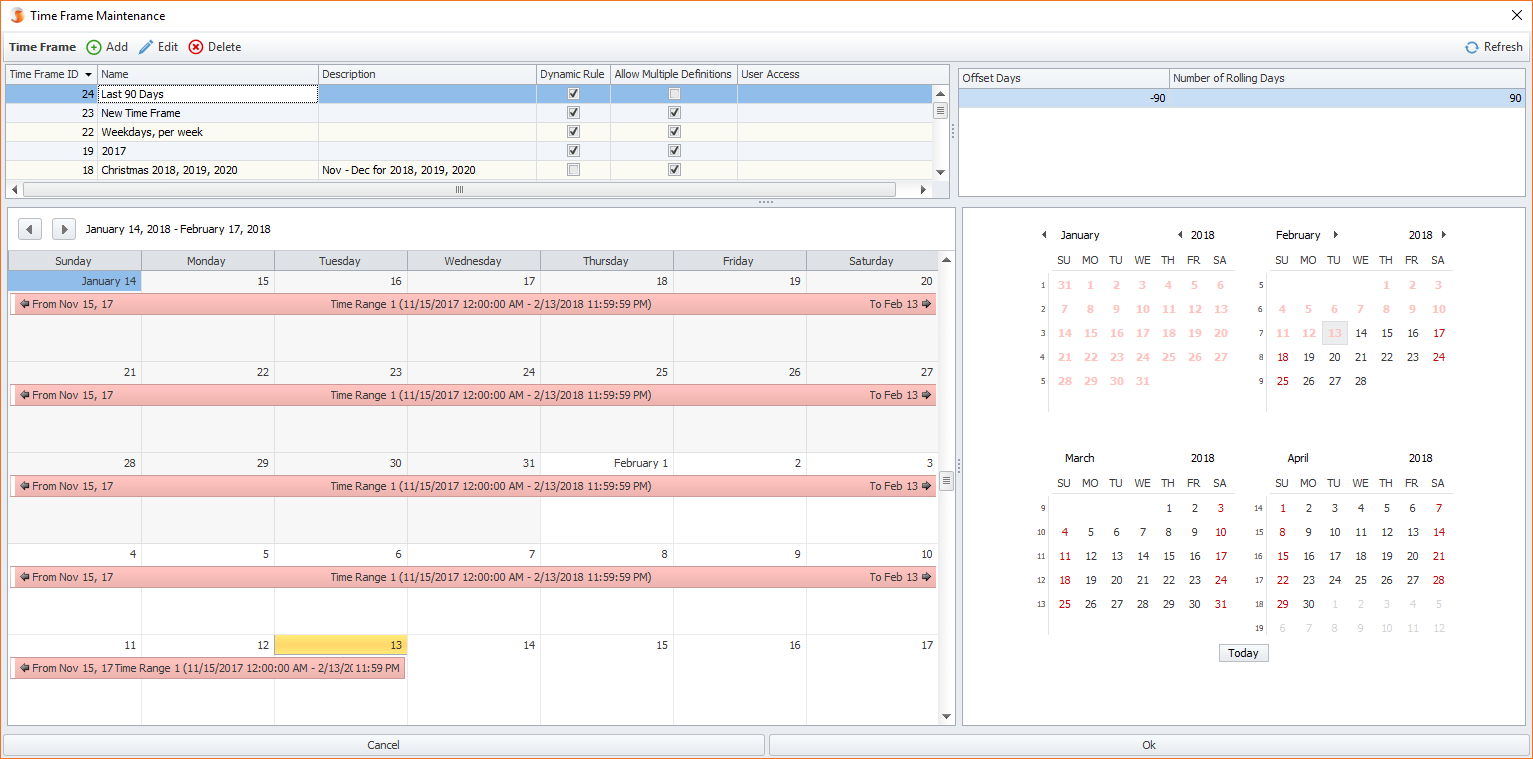 Time Frame Maintenance
Time Frame Add Edit Delete Refresh
Time Frame ID Name Description Dynamic Rule Allow Multiple Definitions User Access
24 Last 90 Days
23 New Time Frame
22 Weekdays, per week
19 2017
18 Christmas 2018, 2019, 2020 Nov - Dec for 2018, 2019, 2020
Offset Days Number of Rolling Days
-90 90
January 14, 2018 - February 17, 2018
Sunday Monday Tuesday Wednesday Thursday Friday Saturday
January 14 15 16 17 18 19 20
From Nov 15, 17 Time Range 1 (11/15/2017 12:00:00 AM - 2/13/2018 11:59:59 PM) To Feb 13
21 22 23 24 25 26 27
From Nov 15, 17 Time Range 1 (11/15/2017 12:00:00 AM - 2/13/2018 11:59:59 PM) To Feb 13
28 29 30 31 February 1 2 3
From Nov 15, 17 Time Range 1 (11/15/2017 12:00:00 AM - 2/13/2018 11:59:59 PM) To Feb 13
4 5 6 7 8 9 10
From Nov 15, 17 Time Range 1 (11/15/2017 12:00:00 AM - 2/13/2018 11:59:59 PM) To Feb 13
11 12 13 14 15 16 17
From Nov 15, 17 Time Range 1 (11/15/2017 12:00:00 AM - 2/13/2( 11:59 PM
January 2018
SU MO TU WE TH FR SA
1 31 1 2 3 4 5 6
2 7 8 9 10 11 12 13
3 14 15 16 17 18 19 20
4 21 22 23 24 25 26 27
5 28 29 30 31
February 2018
SU MO TU WE TH FR SA
5 1 2 3
6 4 5 6 7 8 9 10
7 11 12 13 14 15 16 17
8 18 19 20 21 22 23 24
9 25 26 27 28
March 2018
SU MO TU WE TH FR SA
9 1 2 3
10 4 5 6 7 8 9 10
11 11 12 13 14 15 16 17
12 18 19 20 21 22 23 24
13 25 26 27 28 29 30 31
April 2018
SU MO TU WE TH FR SA
14 1 2 3 4 5 6 7
15 8 9 10 11 12 13 14
16 15 16 17 18 19 20 21
17 22 23 24 25 26 27 28
18 29 30 1 2 3 4 5
19 6 7 8 9 10 11 12
Today
Cancel Ok